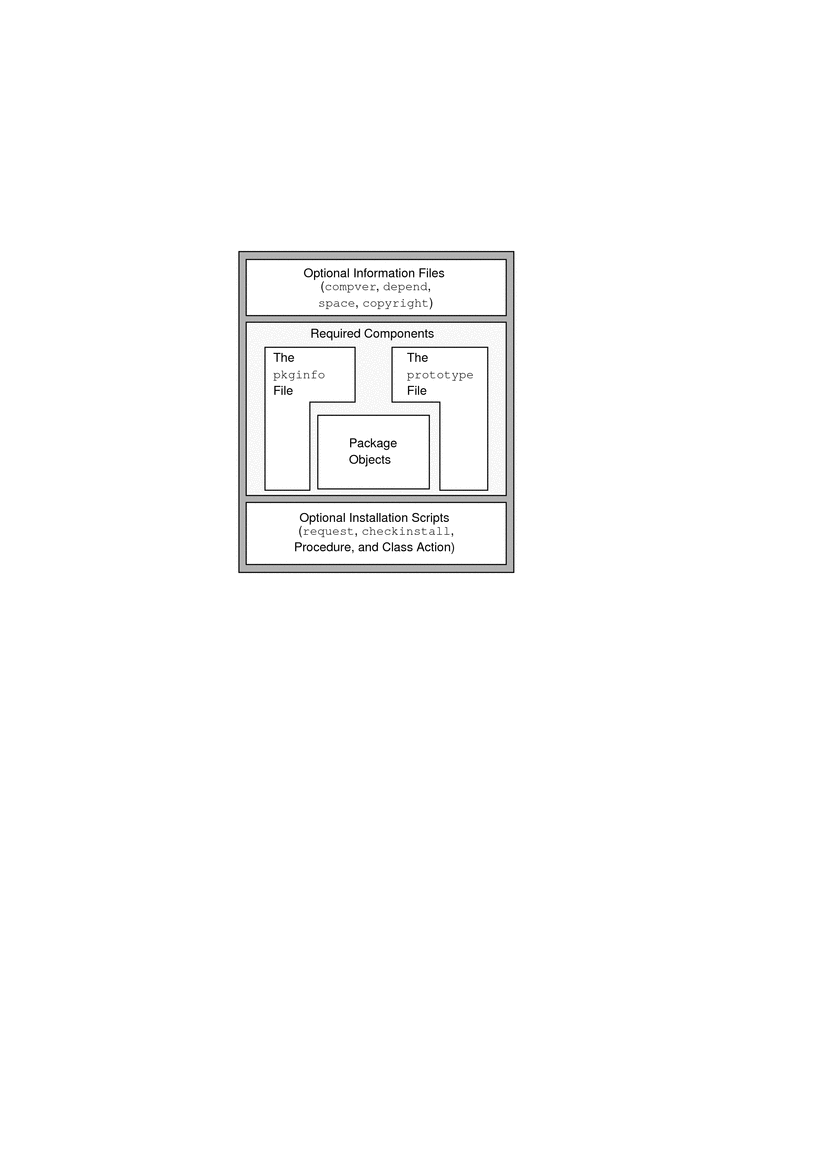 Optional Information Files
(compver, depend,
space, copyright)
Required Components
The
pkginfo
File
The
prototype
File
Package
Objects
Optional Installation Scripts
(request, checkinstall,
Procedure, and Class Action)